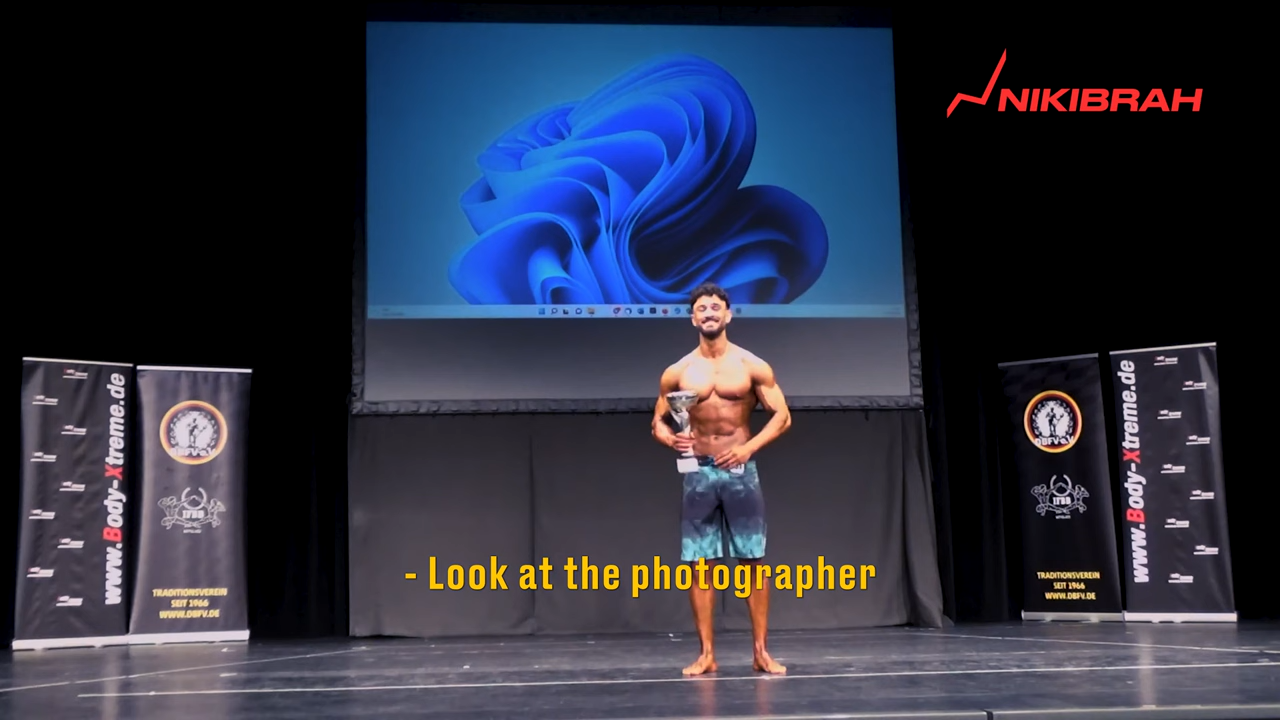 NIKIBRAH
www.Body-Xtreme.de
DBFV e.V.
IFBB
TRADITIONSVEREIN
SEIT 1966
WWW.DBFV.DE
DBFV e.V.
IFBB
TRADITIONSVEREIN
SEIT 1966
WWW.DBFV.DE
www.Body-Xtreme.de
- Look at the photographer